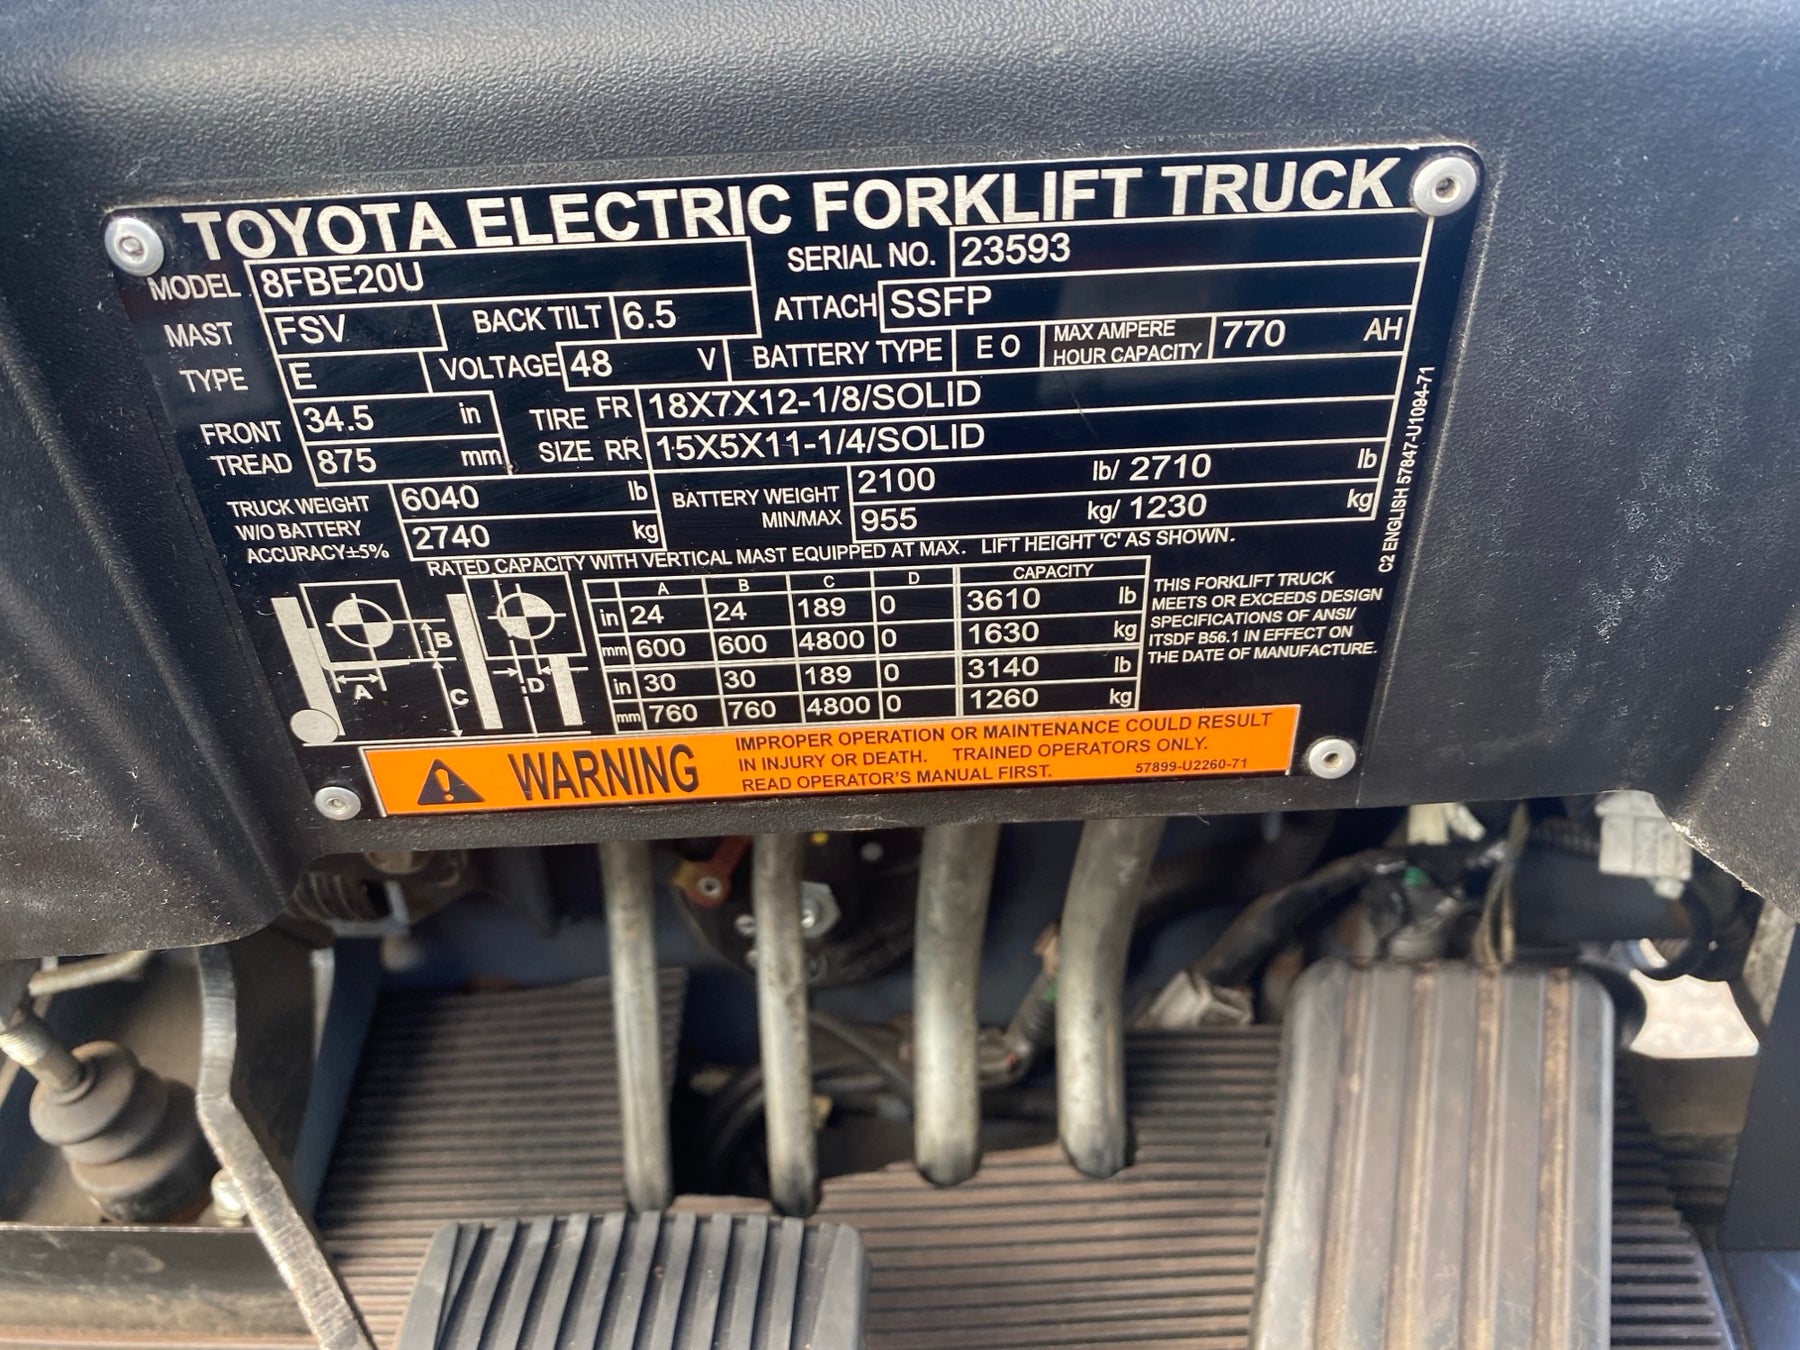 TOYOTA ELECTRIC FORKLIFT TRUCK
MODEL 8FBE20U SERIAL NO. 23593
MAST FSV BACK TILT 6.5 ATTACH SSFP
TYPE E VOLTAGE 48 V BATTERY TYPE E O MAX AMPERE HOUR CAPACITY 770 AH
FRONT TREAD 34.5 in TIRE SIZE FR 18X7X12-1/8/SOLID
875 mm RR 15X5X11-1/4/SOLID
TRUCK WEIGHT W/O BATTERY ACCURACY±5% 6040 lb BATTERY WEIGHT MIN/MAX 2100 lb/ 2710 lb
2740 kg 955 kg/ 1230 kg
RATED CAPACITY WITH VERTICAL MAST EQUIPPED AT MAX. LIFT HEIGHT 'C' AS SHOWN.
A B C D
A B C D CAPACITY
in 24 24 189 0 3610 lb
mm 600 600 4800 0 1630 kg
in 30 30 189 0 3140 lb
mm 760 760 4800 0 1260 kg
THIS FORKLIFT TRUCK
MEETS OR EXCEEDS DESIGN
SPECIFICATIONS OF ANSI/
ITSDF B56.1 IN EFFECT ON
THE DATE OF MANUFACTURE.
C2 ENGLISH 57847-U1094-71
WARNING
IMPROPER OPERATION OR MAINTENANCE COULD RESULT
IN INJURY OR DEATH. TRAINED OPERATORS ONLY.
READ OPERATOR'S MANUAL FIRST. 57899-U2260-71